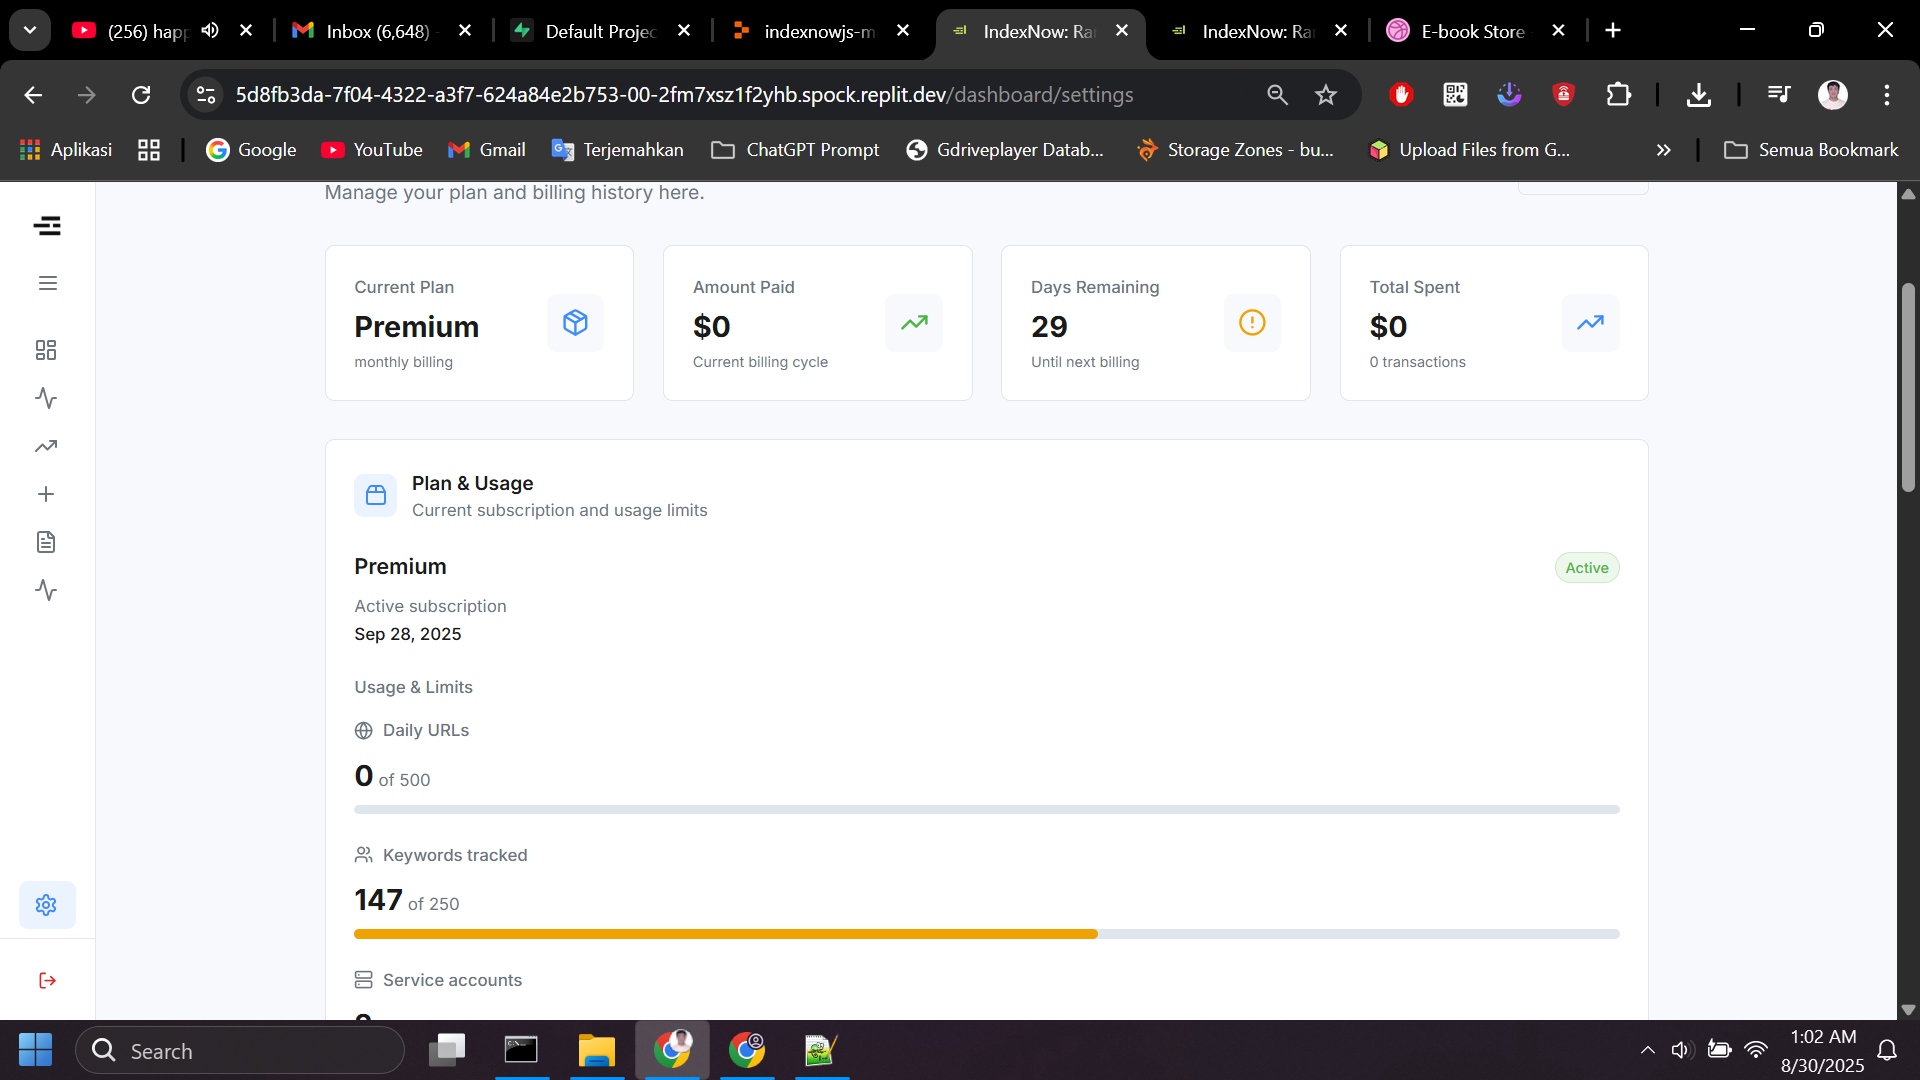 (256) happ
Inbox (6,648) -
Default Projec
indexnowjs-m
IndexNow: Ra
IndexNow: Ra
E-book Store -
5d8fb3da-7f04-4322-a3f7-624a84e2b753-00-2fm7xsz1f2yhb.spock.replit.dev/dashboard/settings
Aplikasi
Google
YouTube
Gmail
Terjemahkan
ChatGPT Prompt
Gdriveplayer Datab...
Storage Zones - bu...
Upload Files from G...
Semua Bookmark
Manage your plan and billing history here.
Current Plan
Premium
monthly billing
Amount Paid
$0
Current billing cycle
Days Remaining
29
Until next billing
Total Spent
$0
0 transactions
Plan & Usage
Current subscription and usage limits
Premium
Active
Active subscription
Sep 28, 2025
Usage & Limits
Daily URLs
0 of 500
Keywords tracked
147 of 250
Service accounts
Search
1:02 AM
8/30/2025